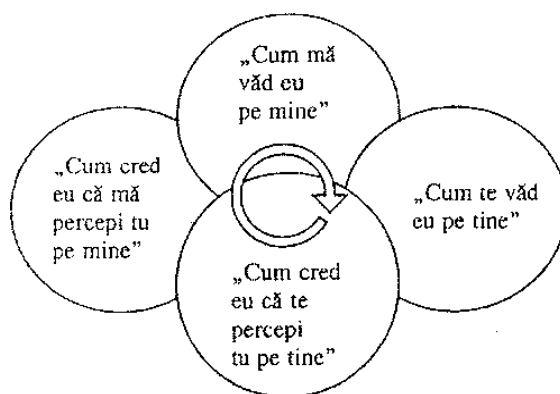 „Cum mă
văd eu
pe mine”
„Cum cred
eu că mă
percepi tu
pe mine”
„Cum te văd
eu pe tine”
„Cum cred
eu că te
percepi
tu pe tine”